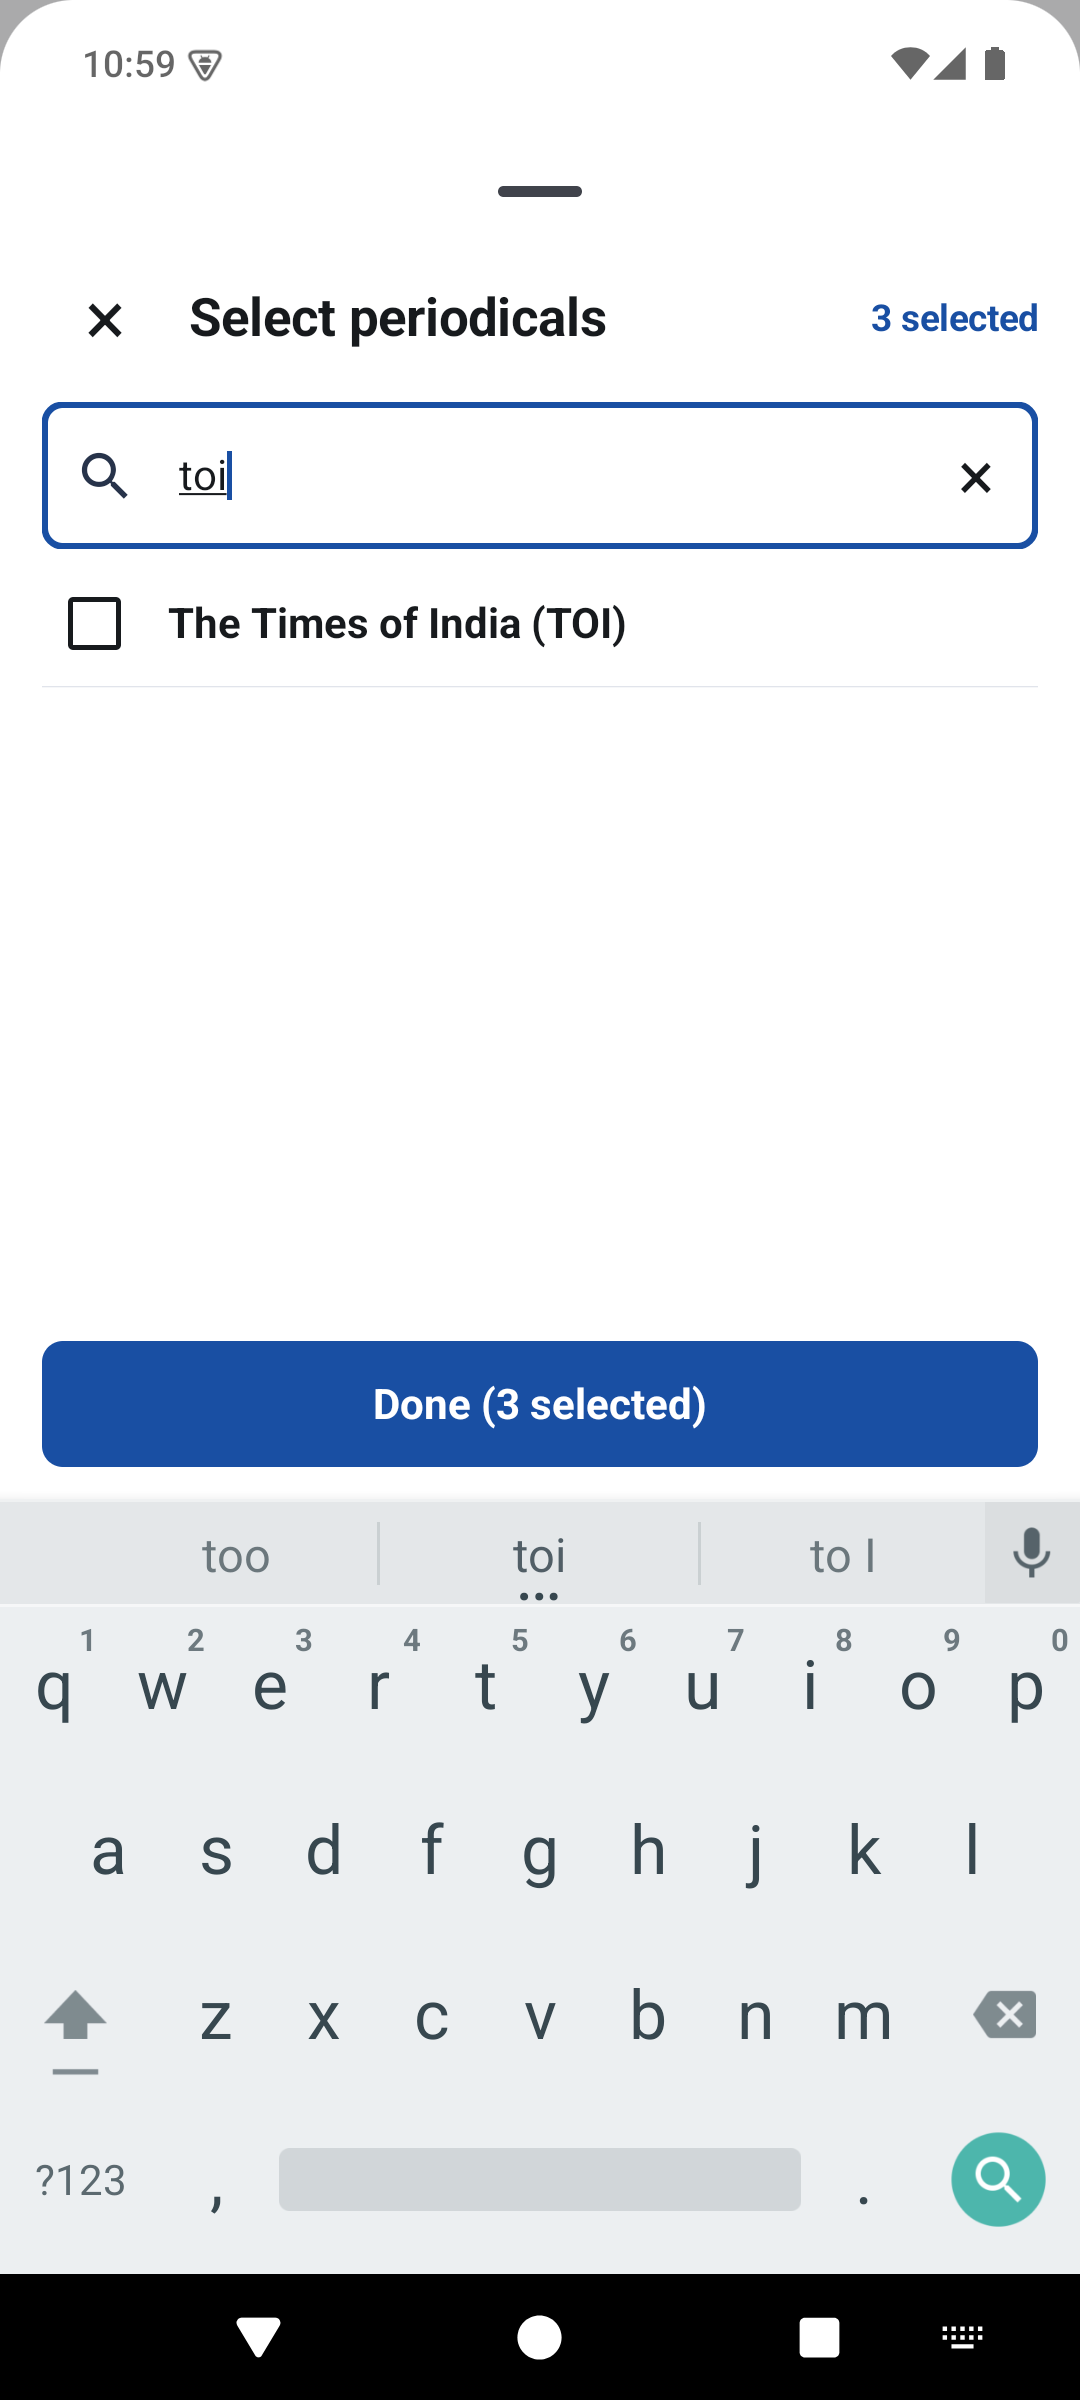 10:59
Select periodicals
3 selected
toi
The Times of India (TOI)
Done (3 selected)
too toi to I
1 2 3 4 5 6 7 8 9 0
q w e r t y u i o p
a s d f g h j k l
z x c v b n m
?123 , .